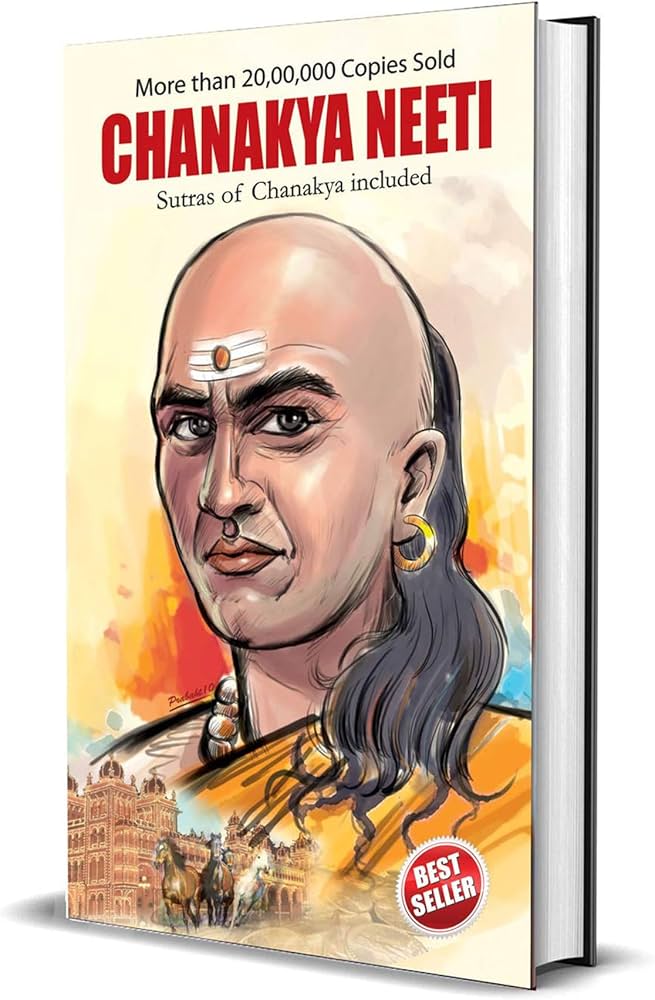 More than 20,00,000 Copies Sold
CHANAKYA NEETI
Sutras of Chanakya included
BEST
SELLER